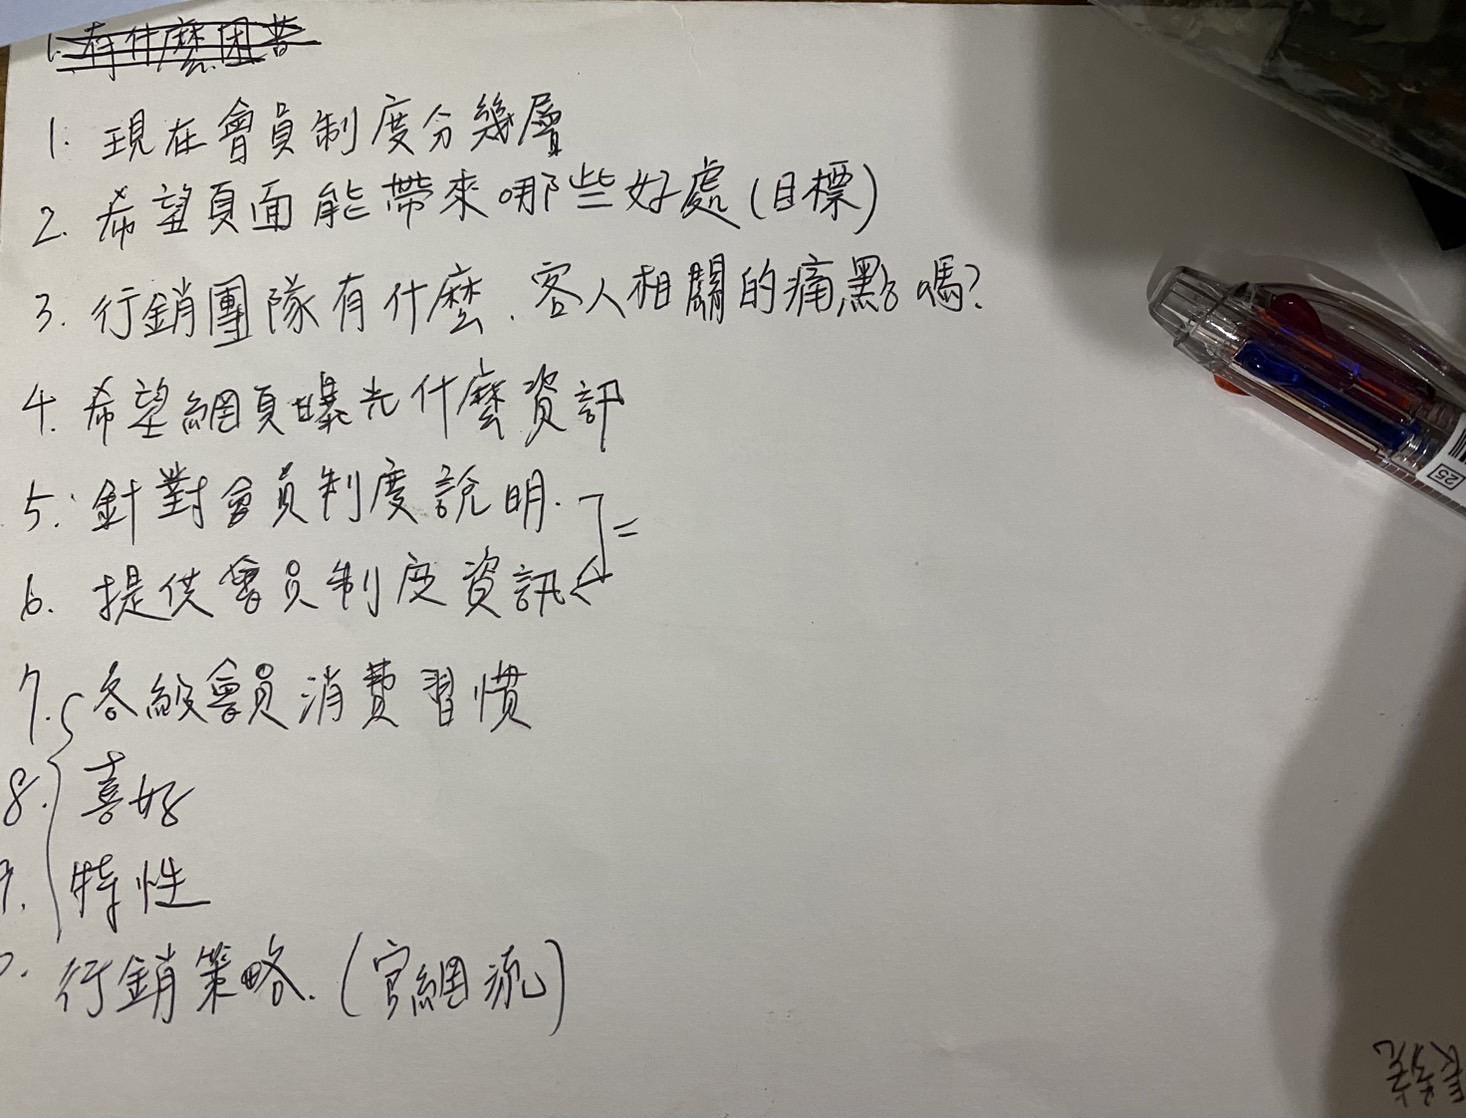 1. 有什麼困
1. 現在會員制度分幾層
2. 希望頁面能帶來哪些好處(目標)
3. 行銷團隊有什麼、客人相關的痛點嗎?
4. 希望網頁曝光什麼資訊
5. 針對會員制度說明.
=
6. 提供會員制度資訊
7. 各級會員消費習慣
8. 喜好
9. 特性
行銷策略.(官網流)
25